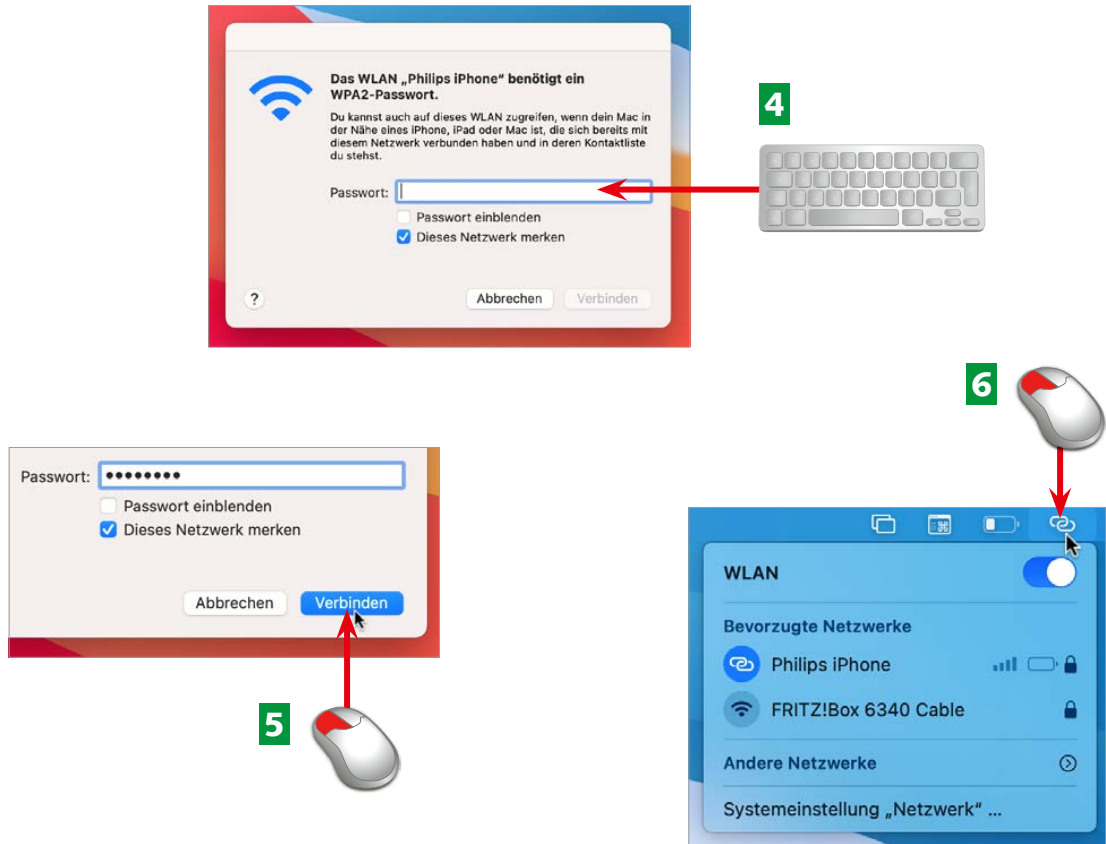 Das WLAN „Philips iPhone“ benötigt ein
WPA2-Passwort.
Du kannst auch auf dieses WLAN zugreifen, wenn dein Mac in
der Nähe eines iPhone, iPad oder Mac ist, die sich bereits mit
diesem Netzwerk verbunden haben und in deren Kontaktliste
du stehst.
Passwort:
Passwort einblenden
Dieses Netzwerk merken
?
Abbrechen
Verbinden
4
5
Passwort: ••••••••
Passwort einblenden
Dieses Netzwerk merken
Abbrechen
Verbinden
6
WLAN
Bevorzugte Netzwerke
Philips iPhone
FRITZ!Box 6340 Cable
Andere Netzwerke
Systemeinstellung „Netzwerk“ ...